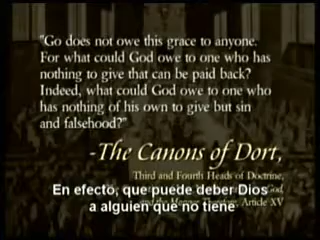 "Go does not owe this grace to anyone.
For what could God owe to one who has
nothing to give that can be paid back?
Indeed, what could God owe to one who
has nothing of his own to give but sin
and falsehood?"
-The Canons of Dort,
Third and Fourth Heads of Doctrine,
God,
Article XV
En efecto, que puede deber Dios
a alguien que no tiene